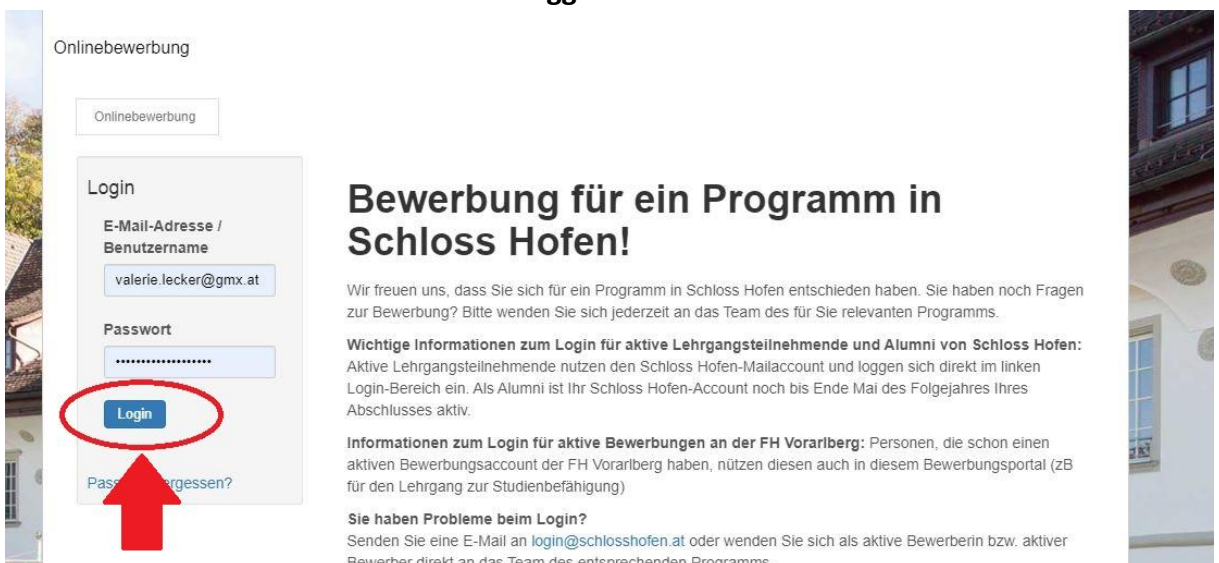 Onlinebewerbung
Onlinebewerbung
Login
E-Mail-Adresse /
Benutzername
valerie.lecker@gmx.at
Passwort
Login
Bewerbung für ein Programm in
Schloss Hofen!
Wir freuen uns, dass Sie sich für ein Programm in Schloss Hofen entschieden haben. Sie haben noch Fragen
zur Bewerbung? Bitte wenden Sie sich jederzeit an das Team des für Sie relevanten Programms.
Wichtige Informationen zum Login für aktive Lehrgangsteilnehmende und Alumni von Schloss Hofen:
Aktive Lehrgangsteilnehmende nutzen den Schloss Hofen-Mailaccount und loggen sich direkt im linken
Login-Bereich ein. Als Alumni ist Ihr Schloss Hofen-Account noch bis Ende Mai des Folgejahres Ihres
Abschlusses aktiv.
Informationen zum Login für aktive Bewerbungen an der FH Vorarlberg: Personen, die schon einen
aktiven Bewerbungsaccount der FH Vorarlberg haben, nützen diesen auch in diesem Bewerbungsportal (zB
für den Lehrgang zur Studienbefähigung)
Sie haben Probleme beim Login?
Senden Sie eine E-Mail an login@schlosshofen.at oder wenden Sie sich als aktive Bewerberin bzw. aktiver
Bewerber direkt an das Team des entsprechenden Programms.